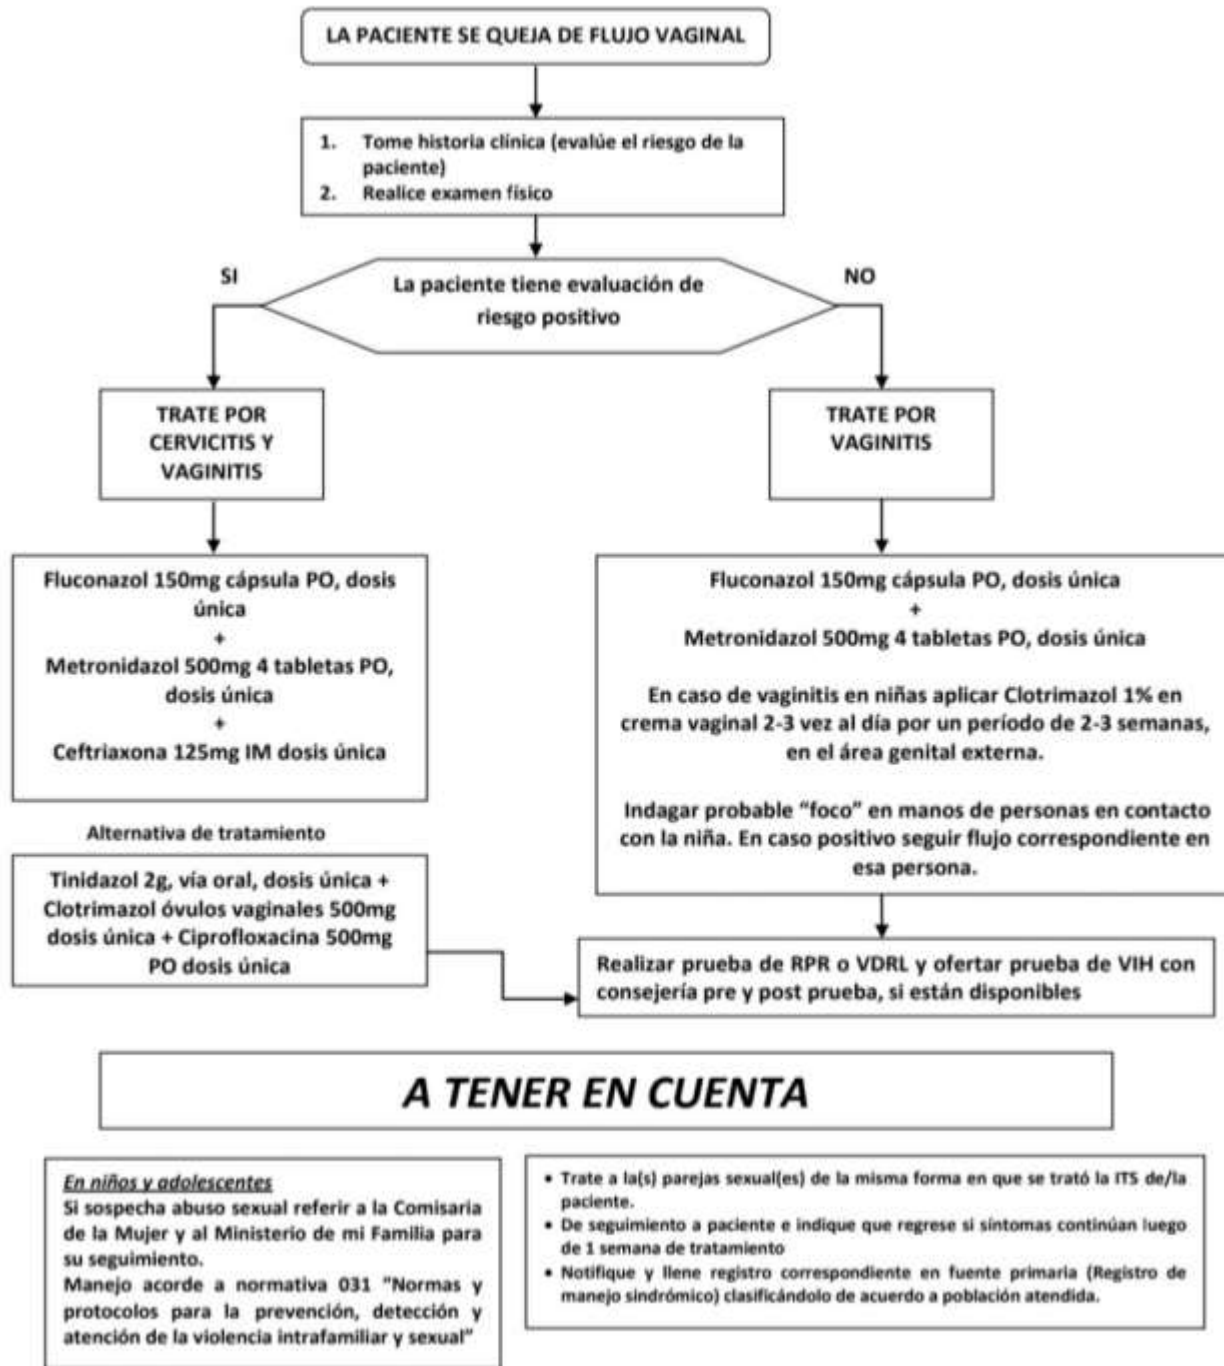 LA PACIENTE SE QUEJA DE FLUJO VAGINAL
1. Tome historia clínica (evalúe el riesgo de la
paciente)
2. Realice examen físico
SI
La paciente tiene evaluación de
riesgo positivo
NO
TRATE POR
CERVICITIS Y
VAGINITIS
TRATE POR
VAGINITIS
Fluconazol 150mg cápsula PO, dosis
única
+
Metronidazol 500mg 4 tabletas PO,
dosis única
+
Ceftriaxona 125mg IM dosis única
Alternativa de tratamiento
Tinidazol 2g, vía oral, dosis única +
Clotrimazol óvulos vaginales 500mg
dosis única + Ciprofloxacina 500mg
PO dosis única
Fluconazol 150mg cápsula PO, dosis única
+
Metronidazol 500mg 4 tabletas PO, dosis única
En caso de vaginitis en niñas aplicar Clotrimazol 1% en
crema vaginal 2-3 vez al día por un período de 2-3 semanas,
en el área genital externa.
Indagar probable "foco" en manos de personas en contacto
con la niña. En caso positivo seguir flujo correspondiente en
esa persona.
Realizar prueba de RPR o VDRL y ofertar prueba de VIH con
consejería pre y post prueba, si están disponibles
A TENER EN CUENTA
En niños y adolescentes
Si sospecha abuso sexual referir a la Comisaria
de la Mujer y al Ministerio de mi Familia para
su seguimiento.
Manejo acorde a normativa 031 "Normas y
protocolos para la prevención, detección y
atención de la violencia intrafamiliar y sexual"
• Trate a la(s) parejas sexual(es) de la misma forma en que se trató la ITS de/la
paciente.
• De seguimiento a paciente e indique que regrese si síntomas continúan luego
de 1 semana de tratamiento
• Notifique y llene registro correspondiente en fuente primaria (Registro de
manejo sindrómico) clasificándolo de acuerdo a población atendida.